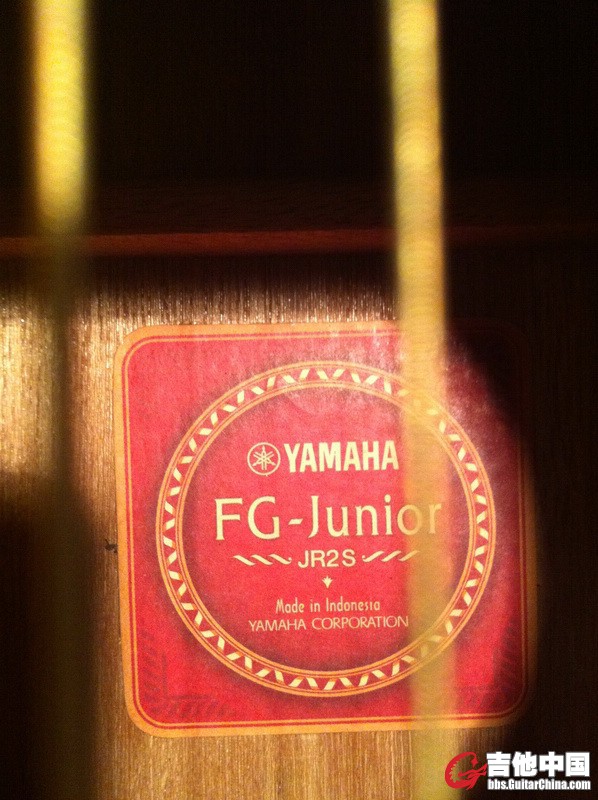 YAMAHA
FG-Junior
JR2S
Made in Indonesia
YAMAHA CORPORATION
吉他中国
bbs.GuitarChina.com